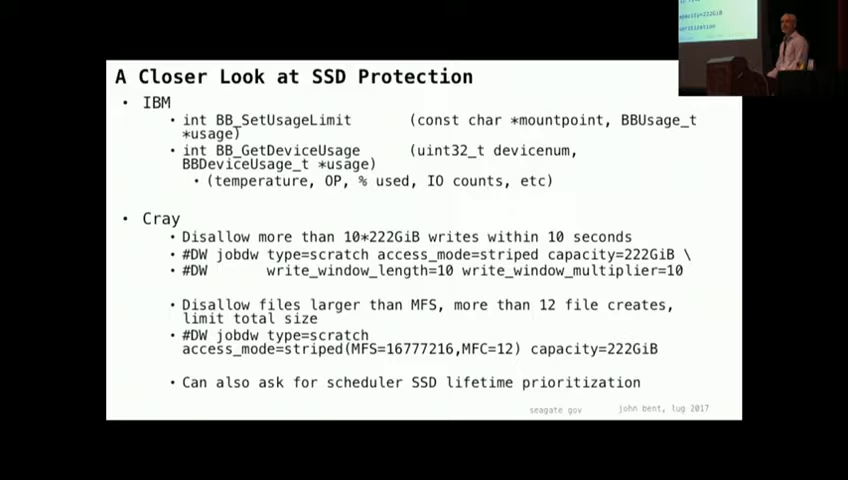 A Closer Look at SSD Protection
• IBM
• int BB_SetUsageLimit (const char *mountpoint, BBUsage_t
*usage)
• int BB_GetDeviceUsage (uint32_t devicenum,
BBDeviceUsage_t *usage)
• (temperature, OP, % used, IO counts, etc)
• Cray
• Disallow more than 10*222GiB writes within 10 seconds
• #DW jobdw type=scratch access_mode=striped capacity=222GiB \
• #DW write_window_length=10 write_window_multiplier=10
• Disallow files larger than MFS, more than 12 file creates,
limit total size
• #DW jobdw type=scratch
access_mode=striped(MFS=16777216,MFC=12) capacity=222GiB
• Can also ask for scheduler SSD lifetime prioritization
seagate gov john bent, lug 2017